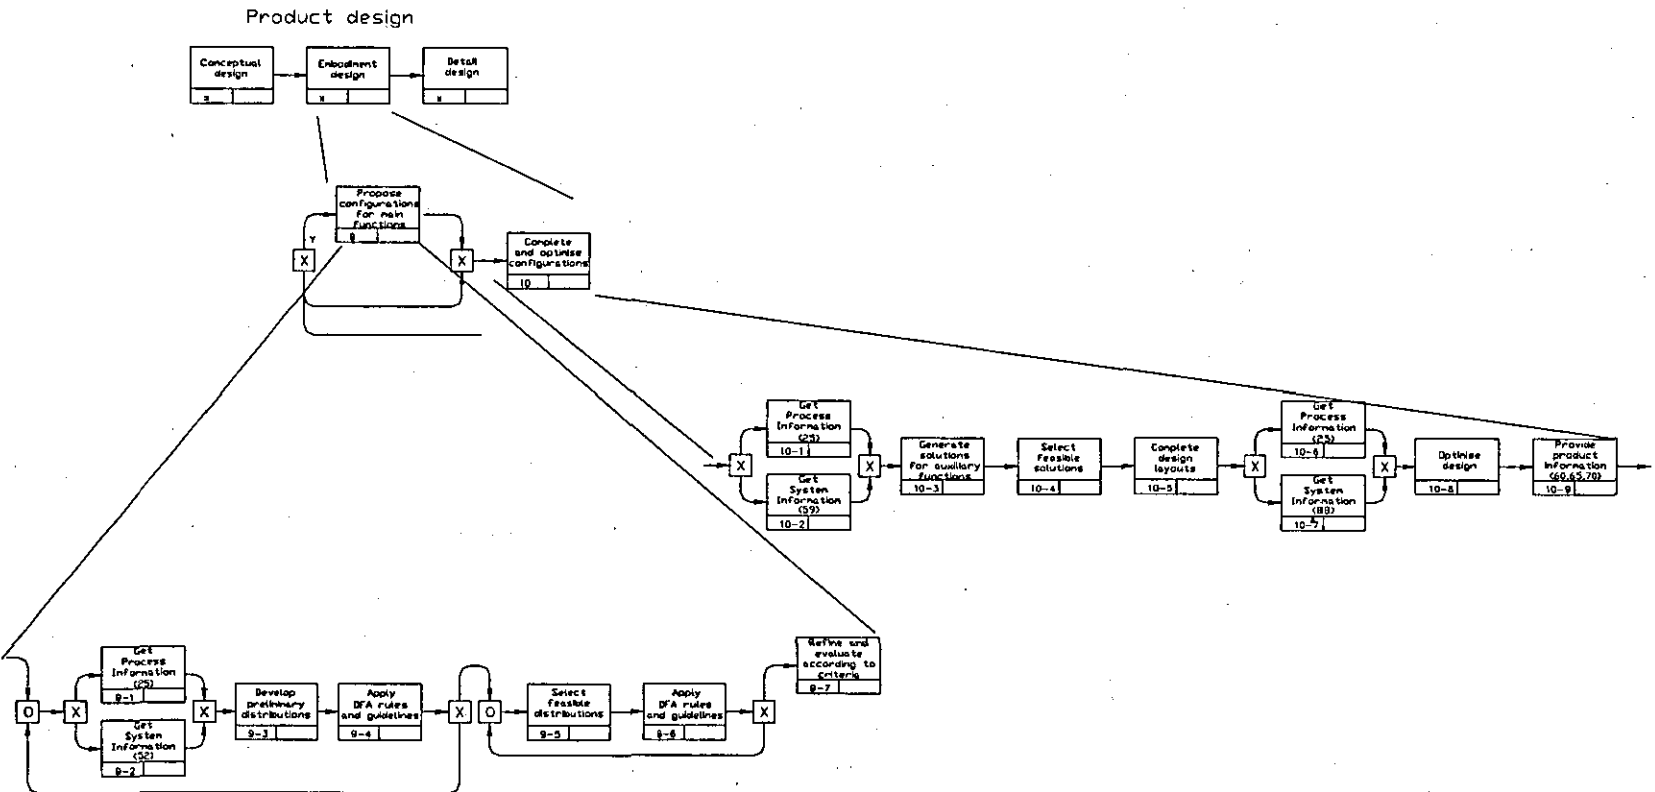 Product design
Conceptual
design
Embodiment
design
Detail
design
Propose
configurations
for main
functions
9
Y
X
X
Complete
and optimise
configurations
10
Get
Process
Information
(25)
10-1
X
Get
System
Information
(59)
10-2
X
Generate
solutions
for auxiliary
functions
10-3
Select
feasible
solutions
10-4
Complete
design
layouts
10-5
X
Get
Process
Information
(25)
10-6
Get
System
Information
(88)
10-7
X
Optimise
design
10-8
Provide
product
information
(60,65,70)
10-9
O
X
Get
Process
Information
(25)
9-1
Get
System
Information
(52)
9-2
X
Develop
preliminary
distributions
9-3
Apply
DFA rules
and guidelines
9-4
X
O
Select
feasible
distributions
9-5
Apply
DFA rules
and guidelines
9-6
X
Refine and
evaluate
according to
criteria
9-7